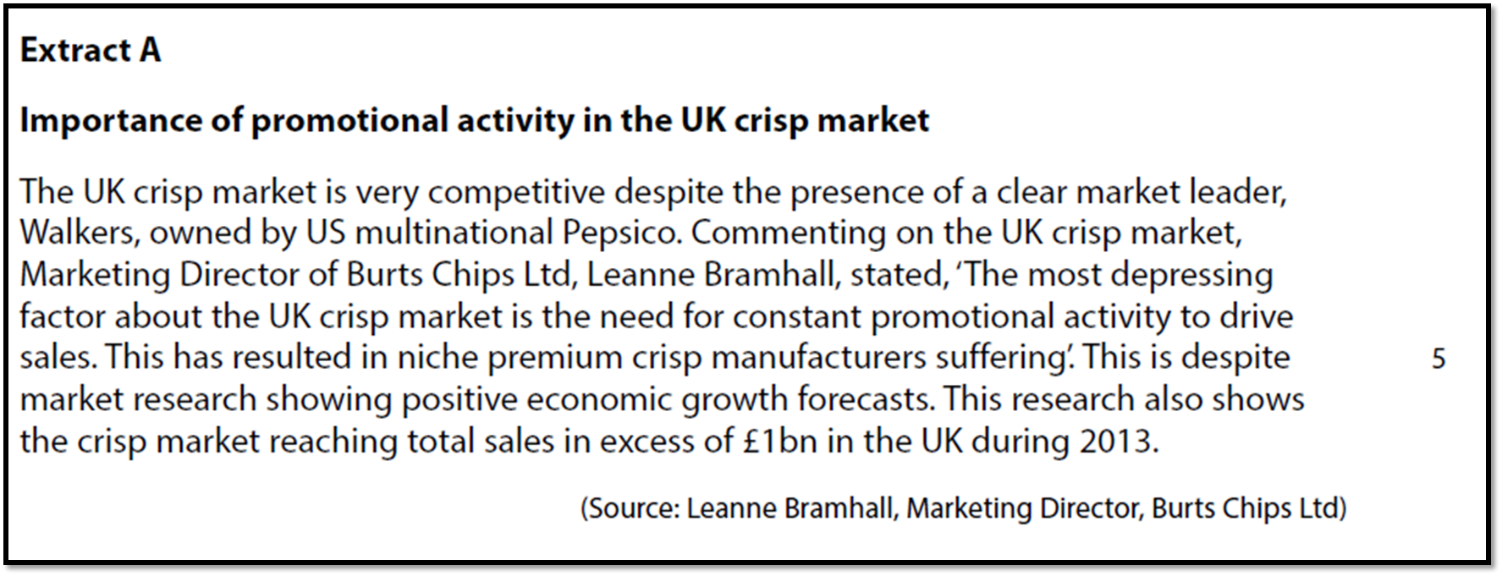 Extract A
Importance of promotional activity in the UK crisp market
The UK crisp market is very competitive despite the presence of a clear market leader,
Walkers, owned by US multinational Pepsico. Commenting on the UK crisp market,
Marketing Director of Burts Chips Ltd, Leanne Bramhall, stated, ‘The most depressing
factor about the UK crisp market is the need for constant promotional activity to drive
sales. This has resulted in niche premium crisp manufacturers suffering’. This is despite 5
market research showing positive economic growth forecasts. This research also shows
the crisp market reaching total sales in excess of £1bn in the UK during 2013.
(Source: Leanne Bramhall, Marketing Director, Burts Chips Ltd)